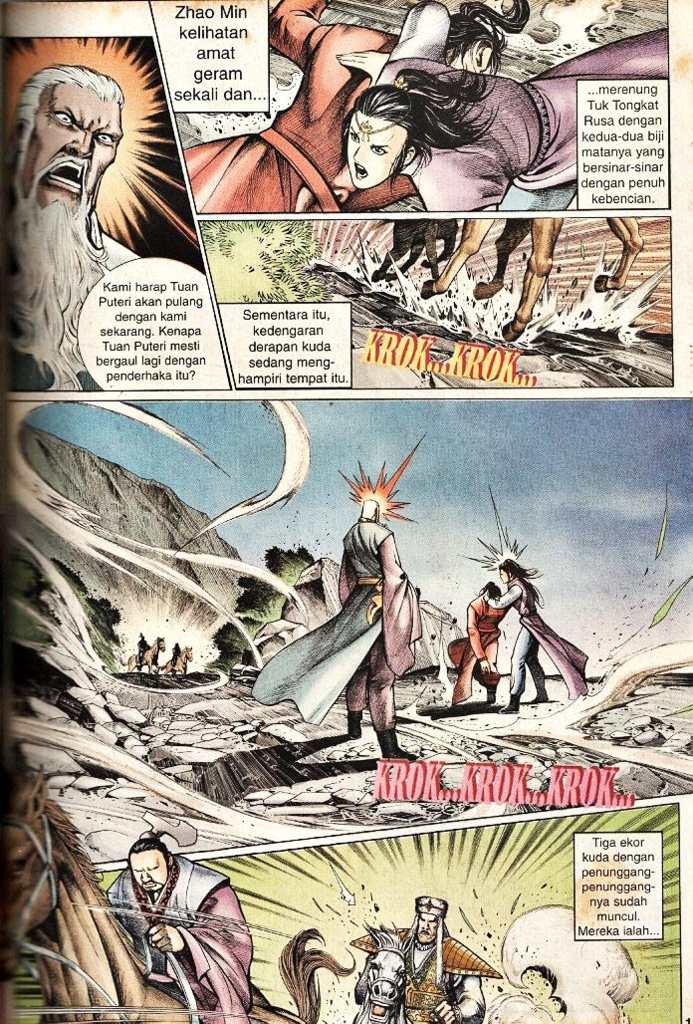 Zhao Min
kelihatan
amat
geram
sekali dan...
...merenung
Tuk Tongkat
Rusa dengan
kedua-dua biji
matanya yang
bersinar-sinar
dengan penuh
kebencian.
Kami harap Tuan
Puteri akan pulang
dengan kami
sekarang. Kenapa
Tuan Puteri mesti
bergaul lagi dengan
penderhaka itu?
Sementara itu,
kedengaran
derapan kuda
sedang meng-
hampiri tempat itu.
KROK...KROK...
KROK...KROK...KROK...
Tiga ekor
kuda dengan
penunggang-
penunggang-
nya sudah
muncul.
Mereka ialah...